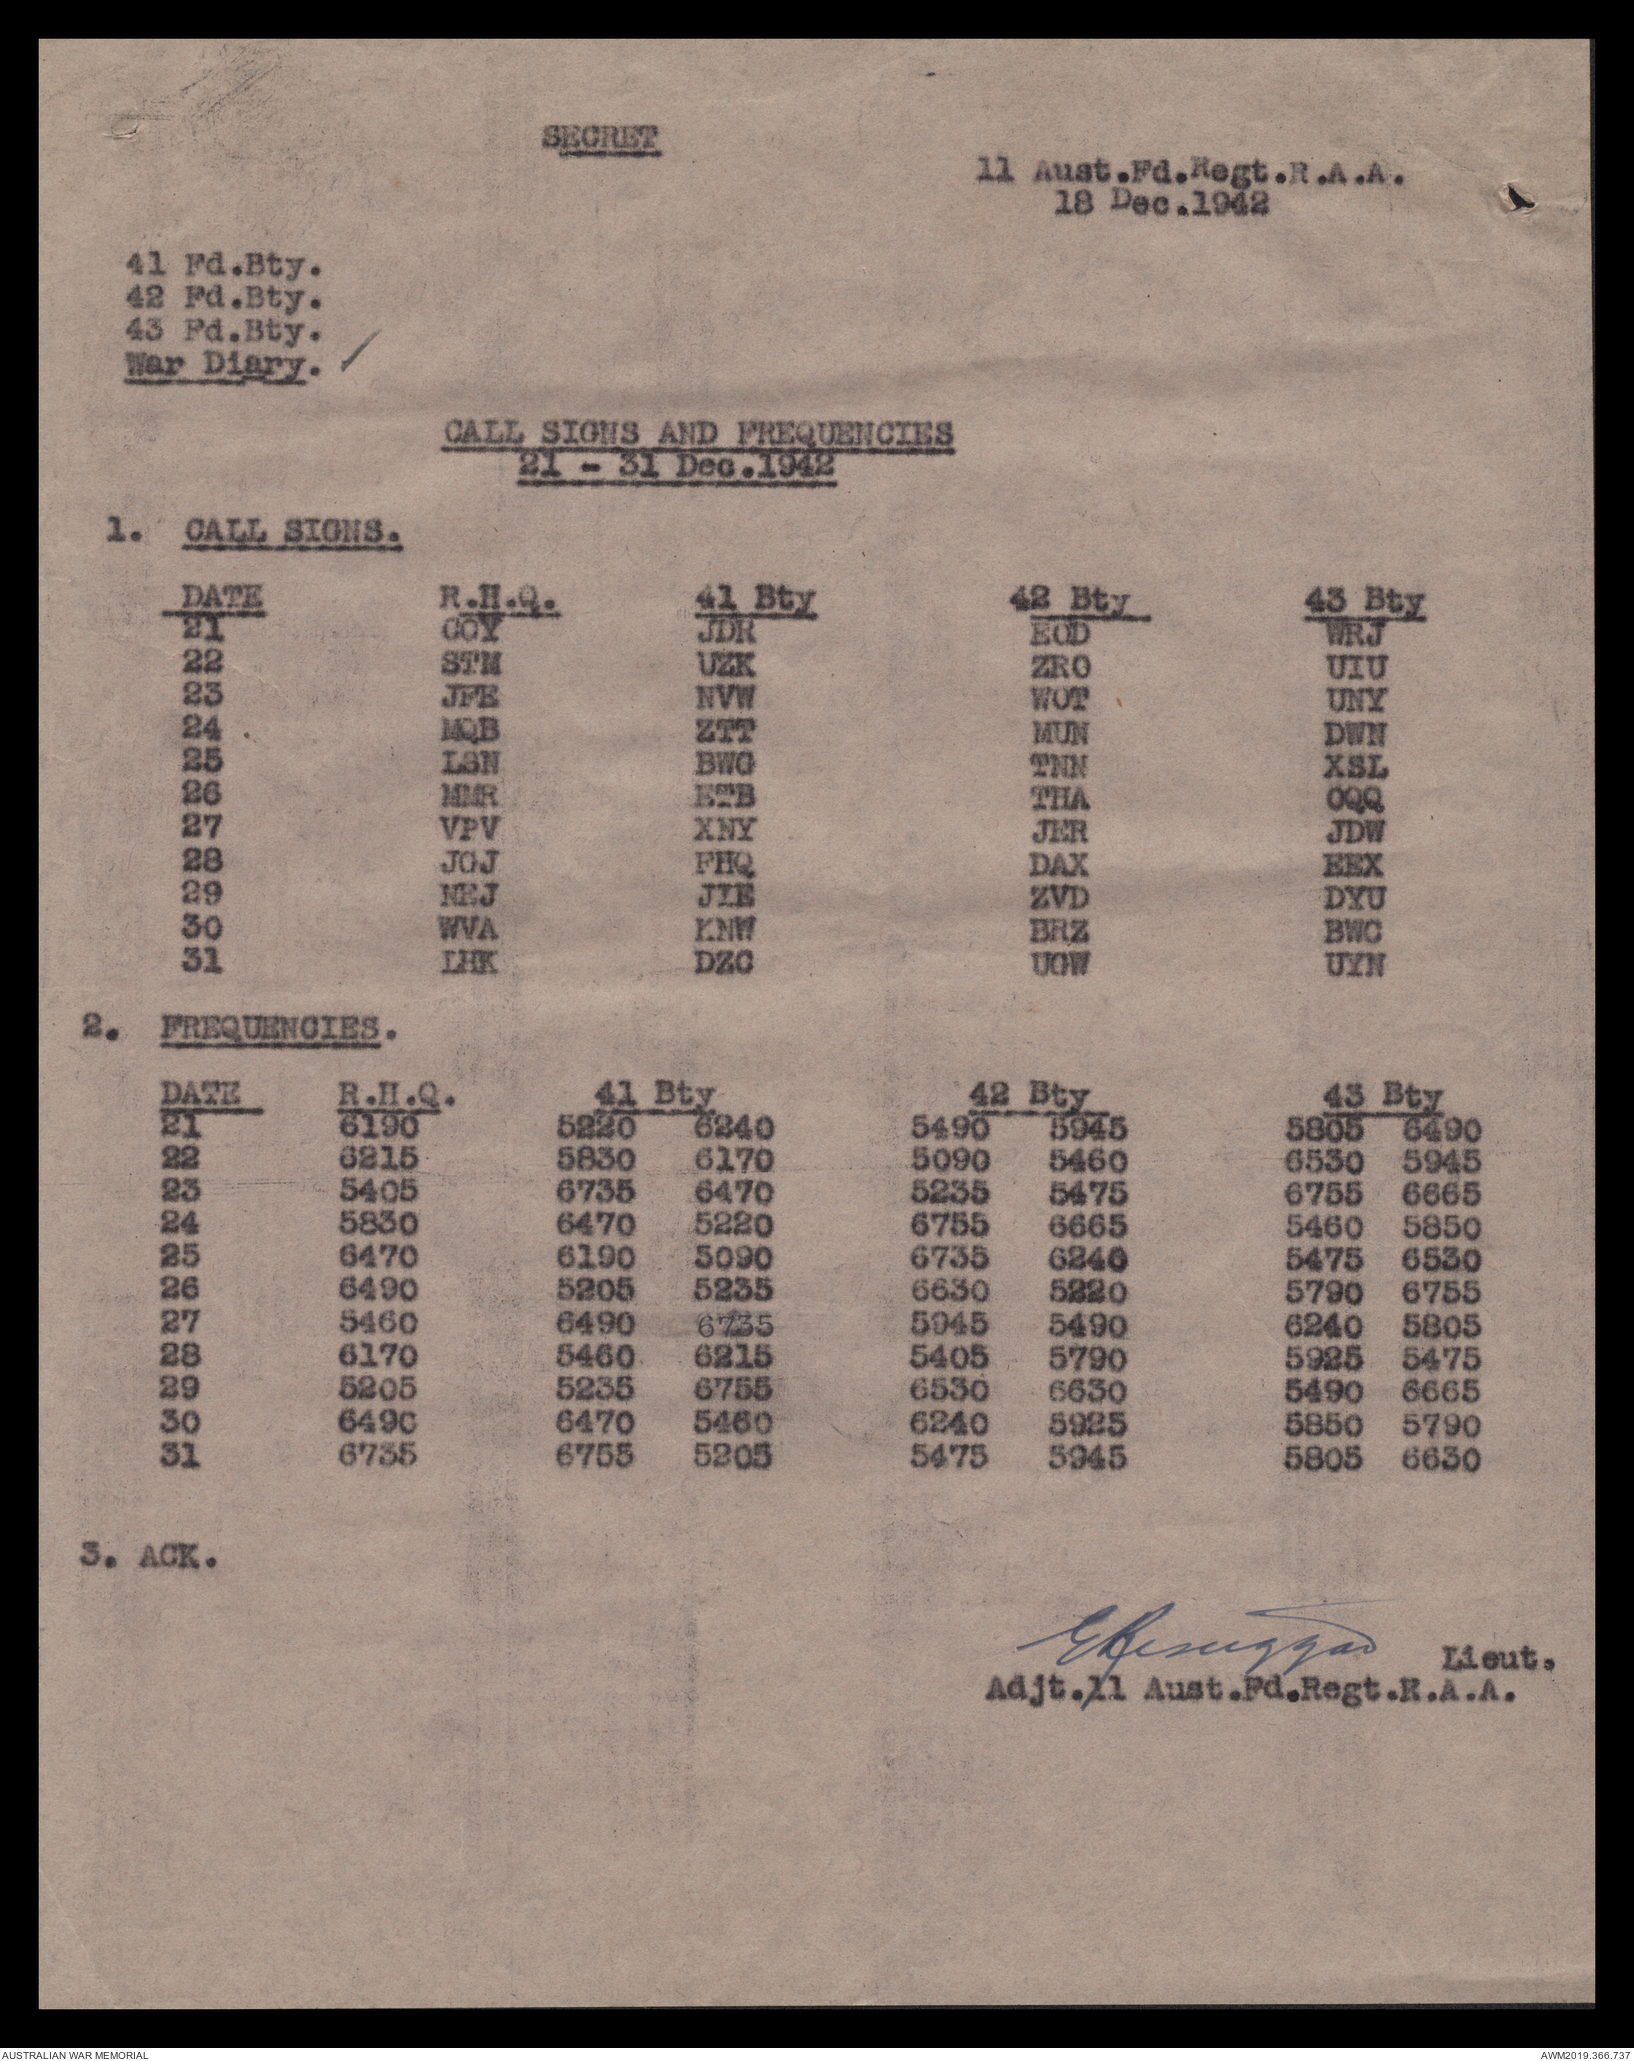 SECRET
11 Aust.Fd.Regt.R.A.A.
18 Dec.1942
41 Fd.Bty.
42 Fd.Bty.
43 Fd.Bty.
War Diary. ✓
CALL SIGNS AND FREQUENCIES
21 - 31 Dec.1942
1. CALL SIGNS.
DATE R.H.Q. 41 Bty 42 Bty 43 Bty
21 JDR WRJ
22 STM UZK ZRO UIU
23 JFE NVW WOT UNY
24 MQB ZTT MUN DWN
25 LSN BWG TNN XSL
26 MMR ETB THA OQQ
27 VPV XNY JER JDW
28 JGJ FHQ DAX EEX
29 NEJ JIE ZVD DYU
30 WVA KNW BRZ BWC
31 LHK DZC UGW UYN
2. FREQUENCIES.
DATE R.H.Q. 41 Bty 42 Bty 43 Bty
21 6190 5220 6240 5490 5945 5805 6490
22 6215 5830 6170 5090 5460 6530 5945
23 5405 6735 6470 5235 5475 6755 6665
24 5830 6470 5220 6755 6665 5460 5850
25 6470 6190 5090 6735 6240 5475 6530
26 6490 5205 5235 6630 5220 5790 6755
27 5460 6490 6735 5945 5490 6240 5805
28 6170 5460 6215 5405 5790 5925 5475
29 5205 5235 6755 6530 6630 5490 6665
30 6490 6470 5460 6240 5925 5850 5790
31 6735 6755 5205 5475 5945 5805 6630
3. ACK.
Lieut.
Adjt.11 Aust.Fd.Regt.R.A.A.
AUSTRALIAN WAR MEMORIAL
AWM2019.366.737